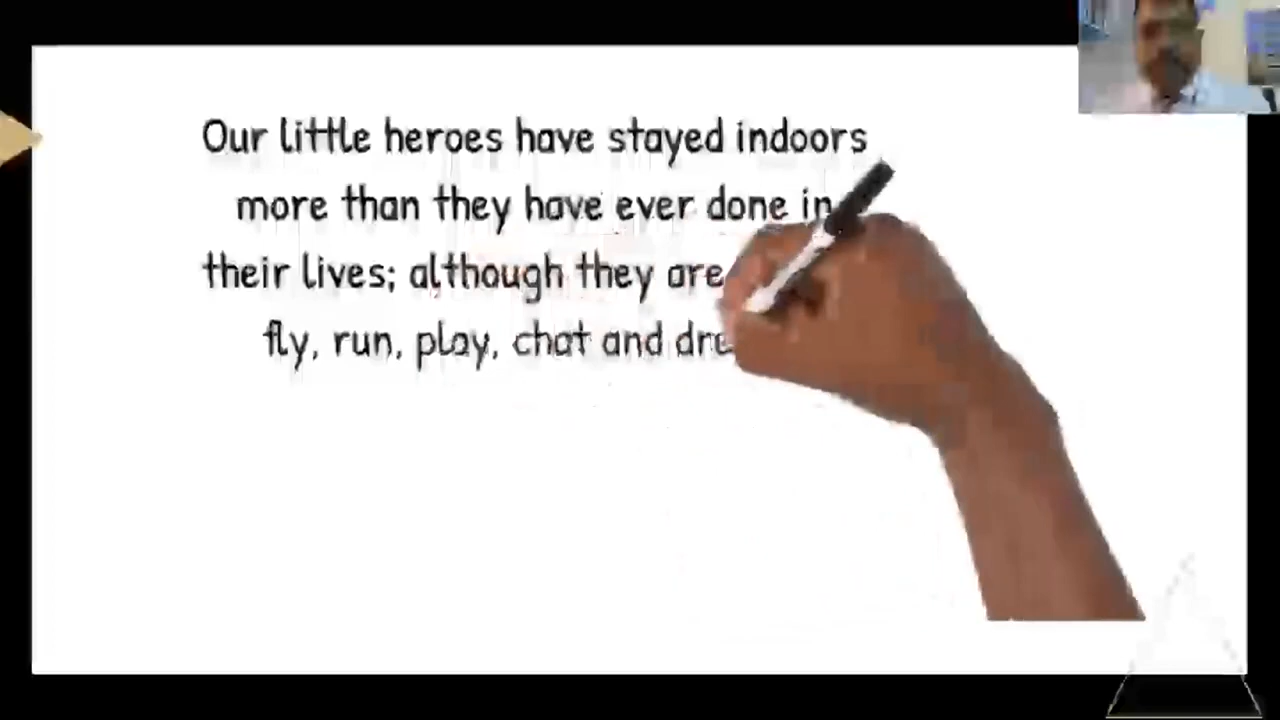 Our little heroes have stayed indoors
more than they have ever done in
their lives; although they are
fly, run, play, chat and